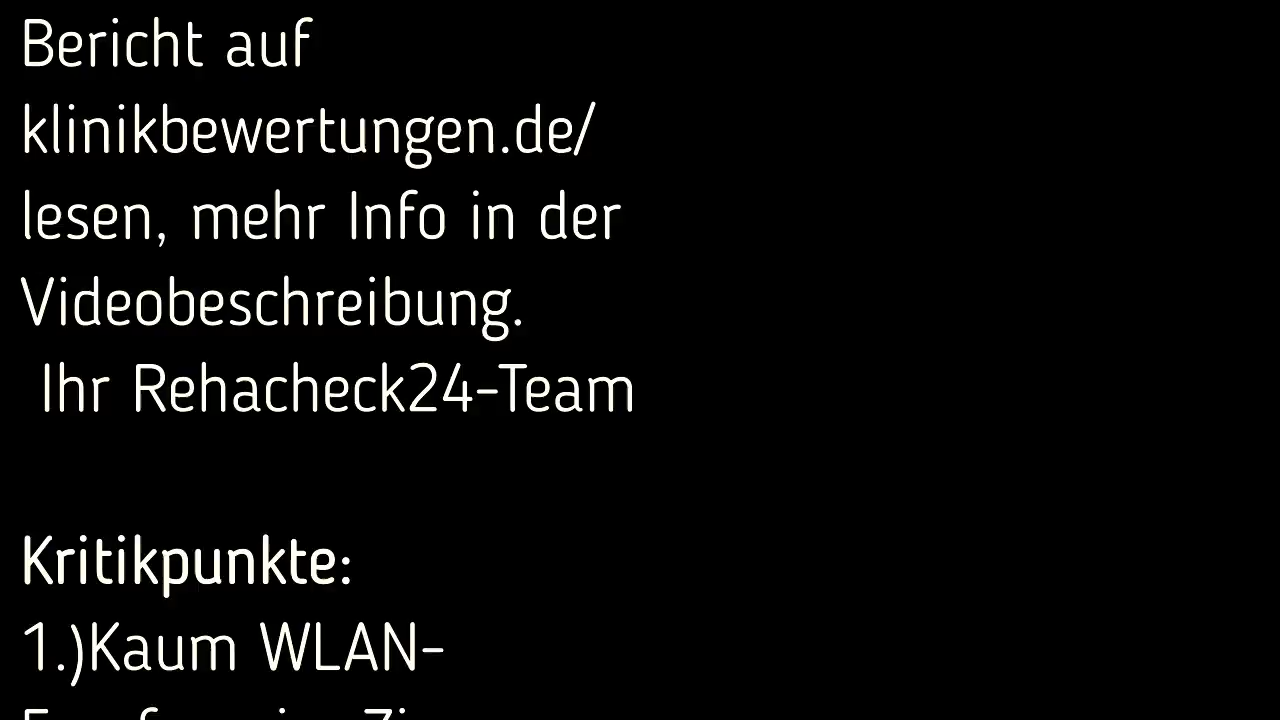 Bericht auf
klinikbewertungen.de/
lesen, mehr Info in der
Videobeschreibung.
Ihr Rehacheck24-Team
Kritikpunkte:
1.)Kaum WLAN-